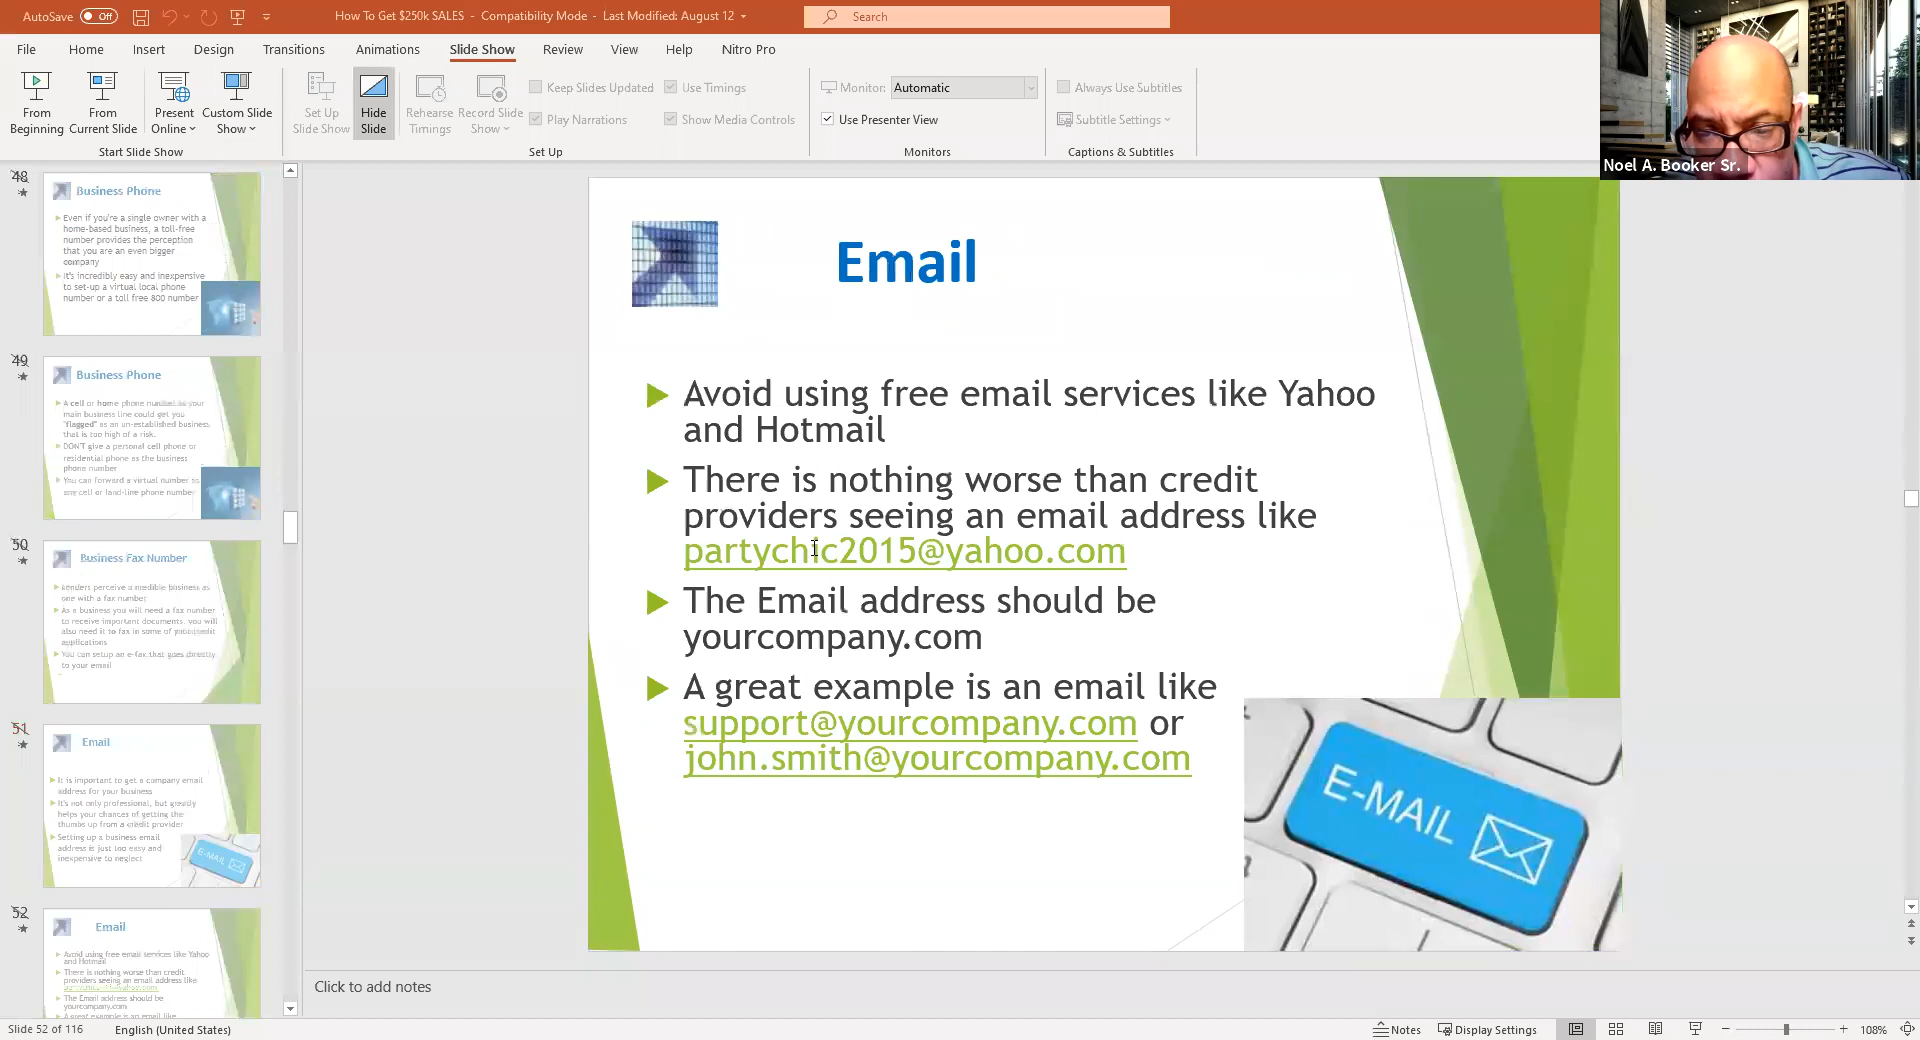 AutoSave Off
How To Get $250k SALES - Compatibility Mode - Last Modified: August 12
Search
File Home Insert Design Transitions Animations Slide Show Review View Help Nitro Pro
From Beginning
From Current Slide
Present Online
Custom Slide Show
Start Slide Show
Set Up Slide Show
Hide Slide
Rehearse Timings
Record Slide Show
Keep Slides Updated
Play Narrations
Use Timings
Show Media Controls
Set Up
Monitor: Automatic
Use Presenter View
Monitors
Always Use Subtitles
Subtitle Settings
Captions & Subtitles
Noel A. Booker Sr.
48
Business Phone
Even if you're a single owner with a
home-based business, a toll-free
number provides the perception
that you are an even bigger
company
It's incredibly easy and inexpensive
to set-up a virtual local phone
number or a toll free 800 number
49
Business Phone
A cell or home phone number as your
main business line could get you
"flagged" as an un-established business
that is too high of a risk.
DON'T give a personal cell phone or
residential phone as the business
phone number
You can forward a virtual number to
any cell or land-line phone number
50
Business Fax Number
Lenders perceive a credible business as
one with a fax number
As a business you will need a fax number
to receive important documents, you will
also need it to fax in some of your credit
applications
You can setup an e-fax that goes directly
to your email
51
Email
It is important to get a company email
address for your business
It's not only professional, but greatly
helps your chances of getting the
thumbs up from a credit provider
Setting up a business email
address is just too easy and
inexpensive to neglect
E-MAIL
52
Email
Avoid using free email services like Yahoo
and Hotmail
There is nothing worse than credit
providers seeing an email address like
partychic2015@yahoo.com
The Email address should be
yourcompany.com
A great example is an email like
Email
Avoid using free email services like Yahoo
and Hotmail
There is nothing worse than credit
providers seeing an email address like
partychic2015@yahoo.com
The Email address should be
yourcompany.com
A great example is an email like
support@yourcompany.com or
john.smith@yourcompany.com
E-MAIL
Click to add notes
Slide 52 of 116 English (United States)
Notes Display Settings 108%